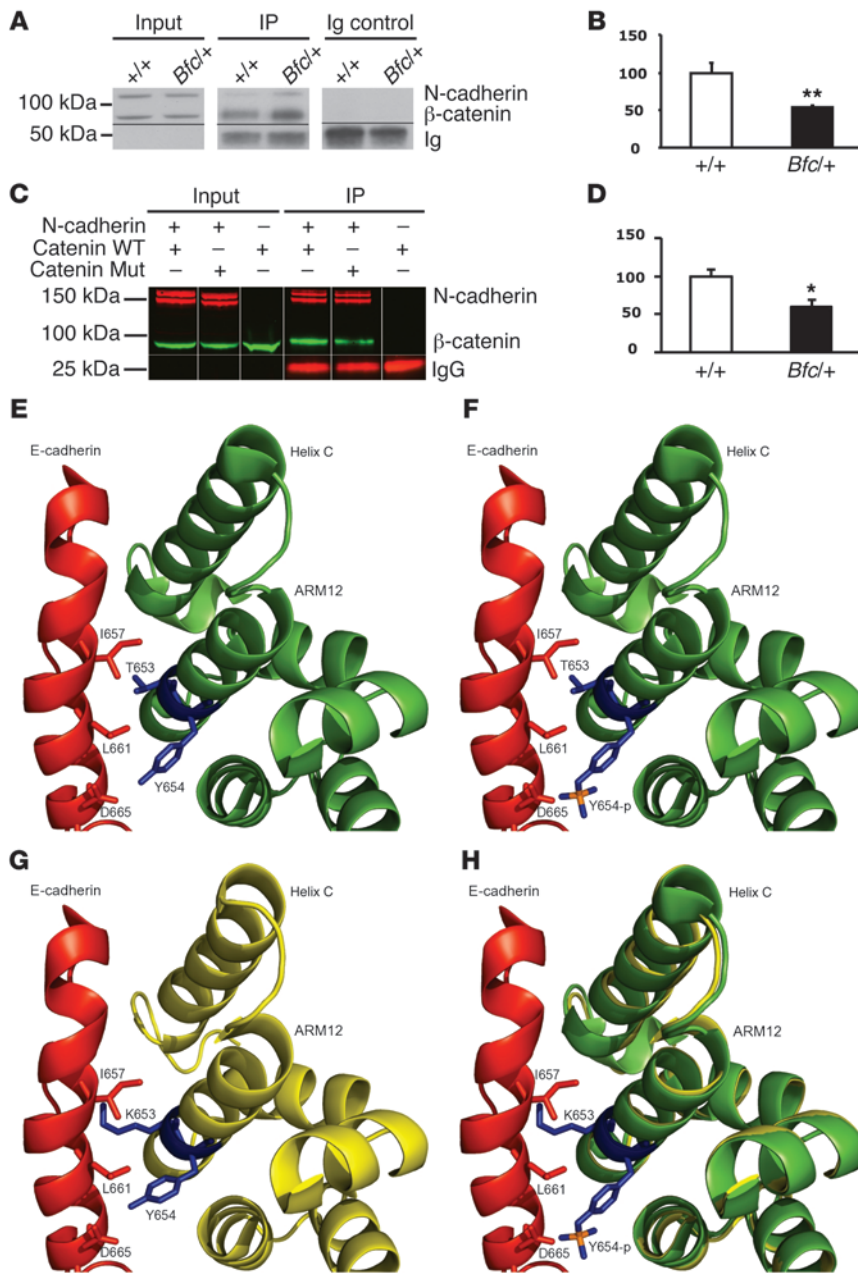 A
Input IP Ig control
+/+ Bfc/+ +/+ Bfc/+ +/+ Bfc/+
100 kDa
50 kDa
N-cadherin
β-catenin
Ig
B
150
100
50
0
**
+/+ Bfc/+
C
Input IP
N-cadherin + + – + + –
Catenin WT + – + + – +
Catenin Mut – + – – + –
150 kDa
100 kDa
25 kDa
N-cadherin
β-catenin
IgG
D
150
100
50
0
*
+/+ Bfc/+
E
E-cadherin
Helix C
ARM12
I657
T653
L661
Y654
D665
F
E-cadherin
Helix C
ARM12
I657
T653
L661
D665
Y654-p
G
E-cadherin
Helix C
ARM12
I657
K653
L661
Y654
D665
H
E-cadherin
Helix C
ARM12
I657
K653
L661
D665
Y654-p